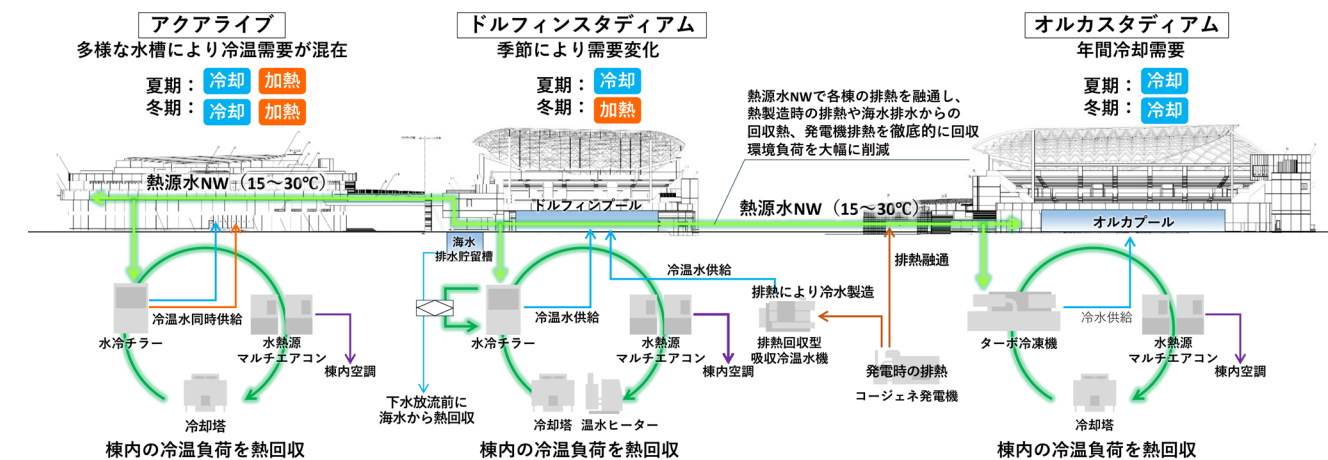 アクアライブ
多様な水槽により冷温需要が混在
夏期： 冷却 加熱
冬期： 冷却 加熱
ドルフィンスタディアム
季節により需要変化
夏期： 冷却
冬期： 加熱
オルカスタディアム
年間冷却需要
夏期： 冷却
冬期： 冷却
熱源水NWで各棟の排熱を融通し、
熱製造時の排熱や海水排水からの
回収熱、発電機排熱を徹底的に回収
環境負荷を大幅に削減
熱源水NW（15～30℃）
ドルフィンプール
熱源水NW（15～30℃）
オルカプール
海水
排水貯留槽
排熱融通
冷温水同時供給
水冷チラー
水熱源
マルチエアコン
棟内空調
冷却塔
棟内の冷温負荷を熱回収
下水放流前に
海水から熱回収
冷温水供給
冷温水供給
水冷チラー
水熱源
マルチエアコン
棟内空調
冷却塔
温水ヒーター
棟内の冷温負荷を熱回収
排熱により冷水製造
排熱回収型
吸収冷温水機
発電時の排熱
コージェネ発電機
冷水供給
ターボ冷凍機
水熱源
マルチエアコン
棟内空調
冷却塔
棟内の冷温負荷を熱回収